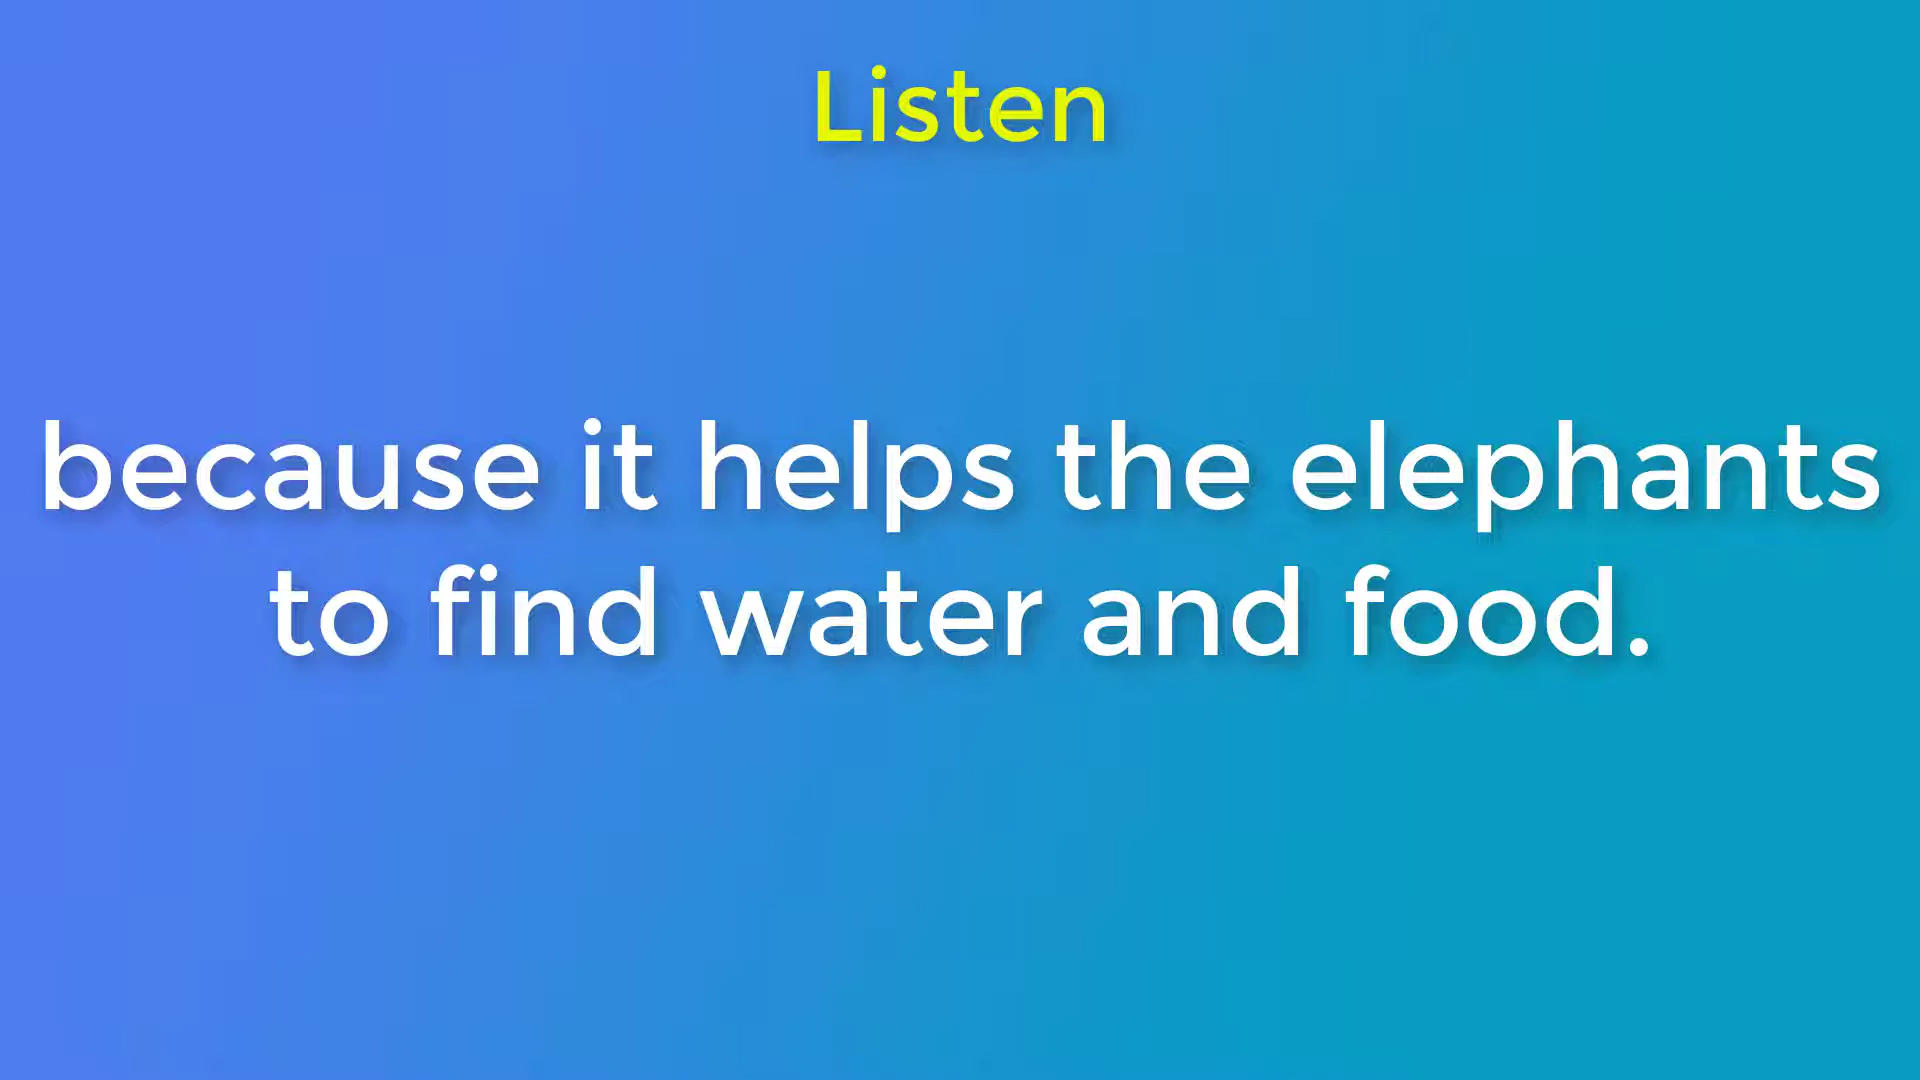 Listen
because it helps the elephants
to find water and food.